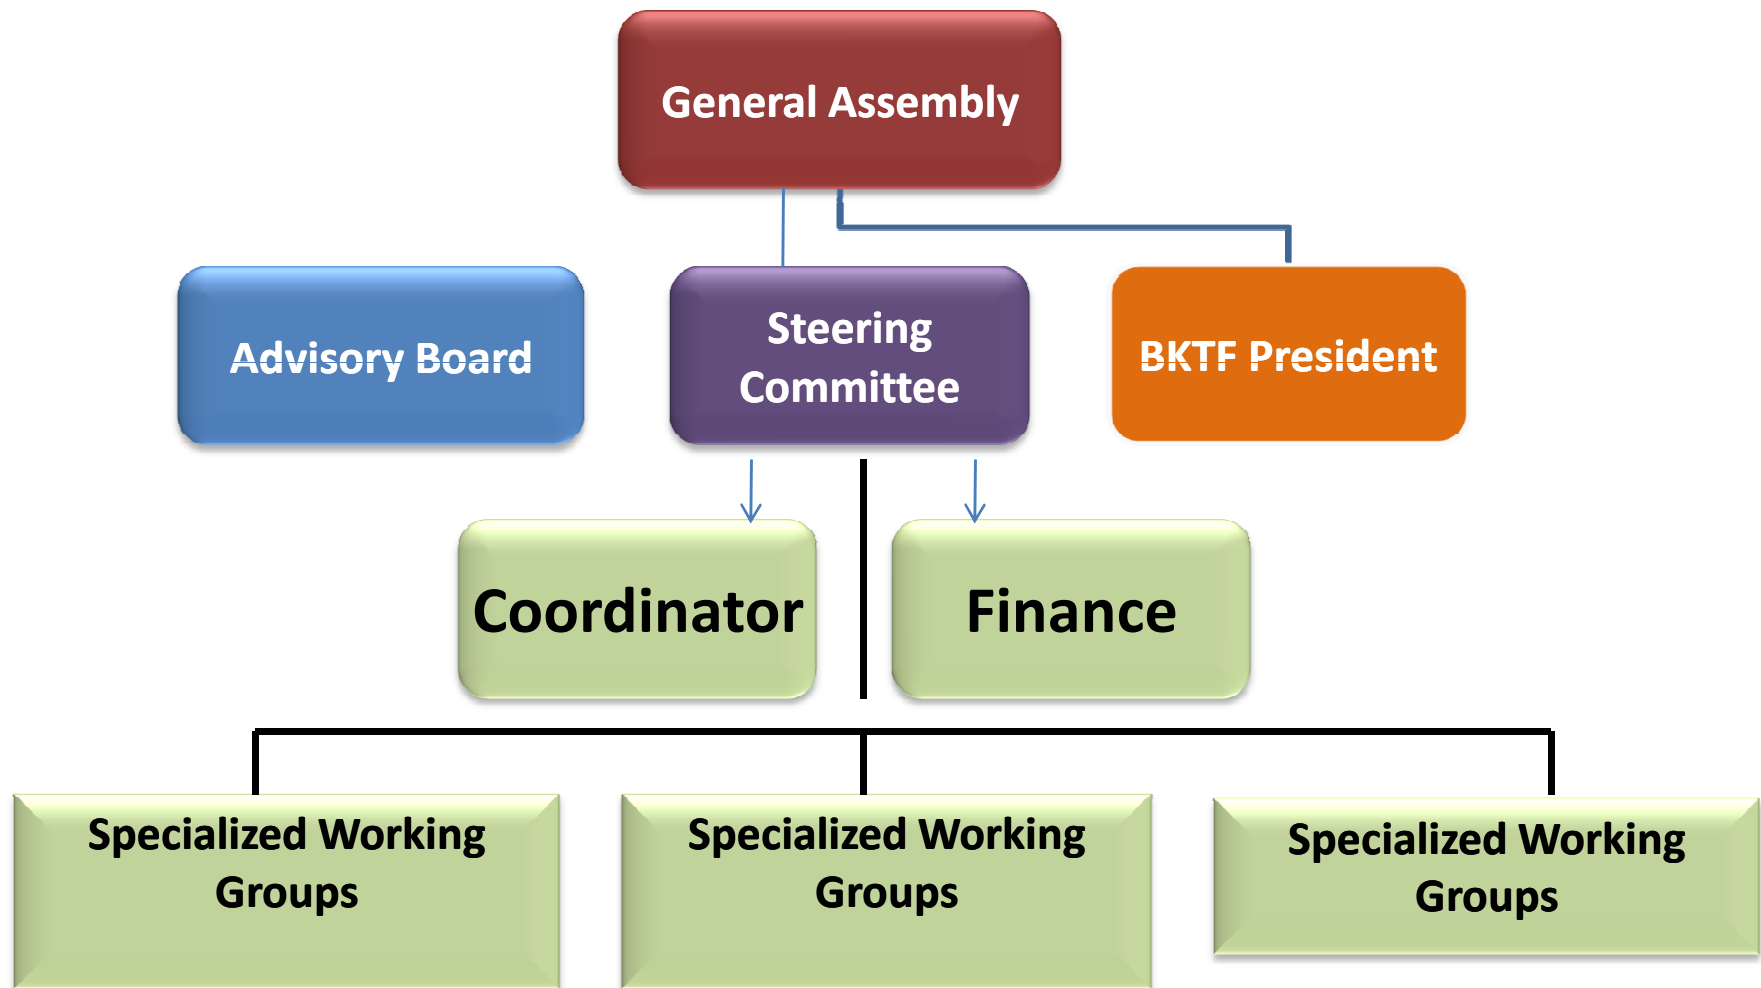 General Assembly
Advisory Board
Steering
Committee
BKTF President
Coordinator
Finance
Specialized Working
Groups
Specialized Working
Groups
Specialized Working
Groups